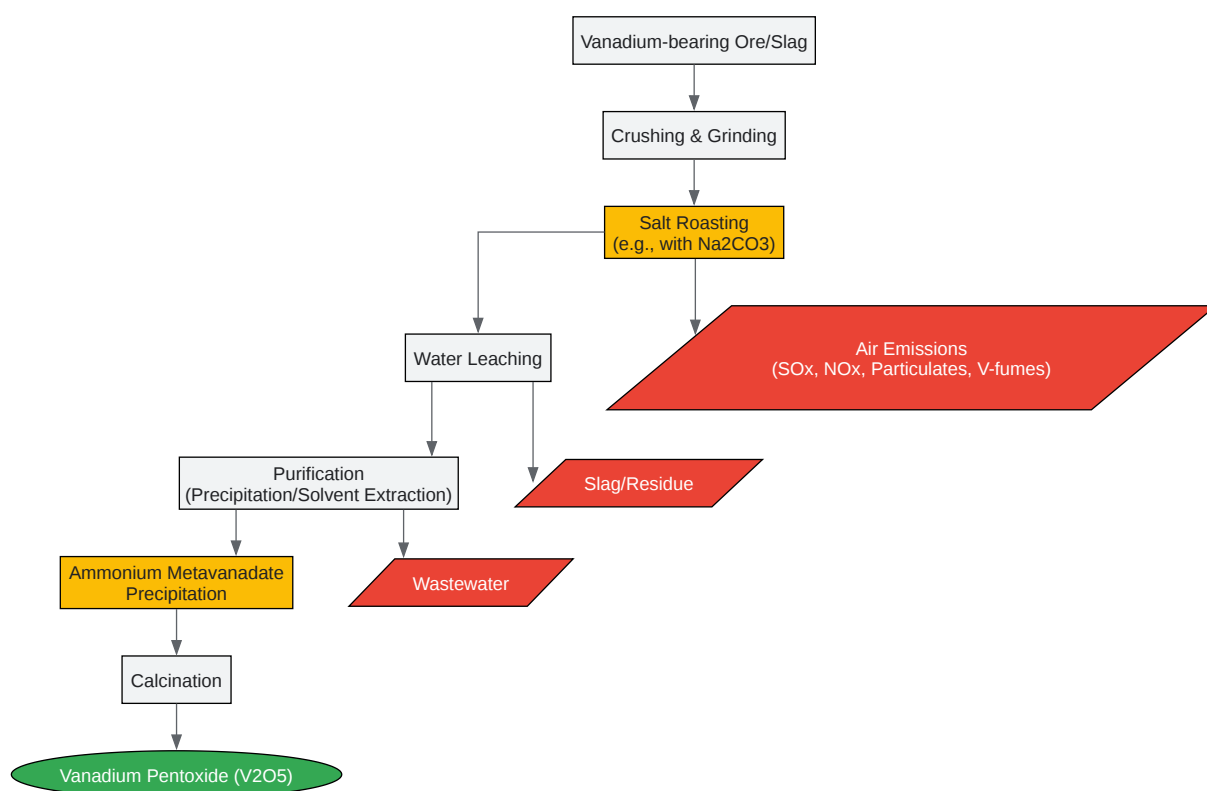 Vanadium-bearing Ore/Slag
Crushing & Grinding
Salt Roasting
(e.g., with Na2CO3)
Water Leaching
Air Emissions
(SOx, NOx, Particulates, V-fumes)
Purification
(Precipitation/Solvent Extraction)
Slag/Residue
Ammonium Metavanadate
Precipitation
Wastewater
Calcination
Vanadium Pentoxide (V2O5)